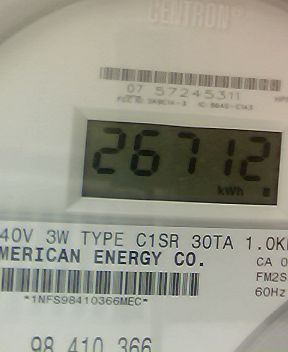 CENTRON®
07 57245311
26712
kWh
40V 3W TYPE C1SR 30TA 1.0K
MERICAN ENERGY CO.
CA 0
FM2S
60Hz
*1NFS98410366MEC*
98 410 366